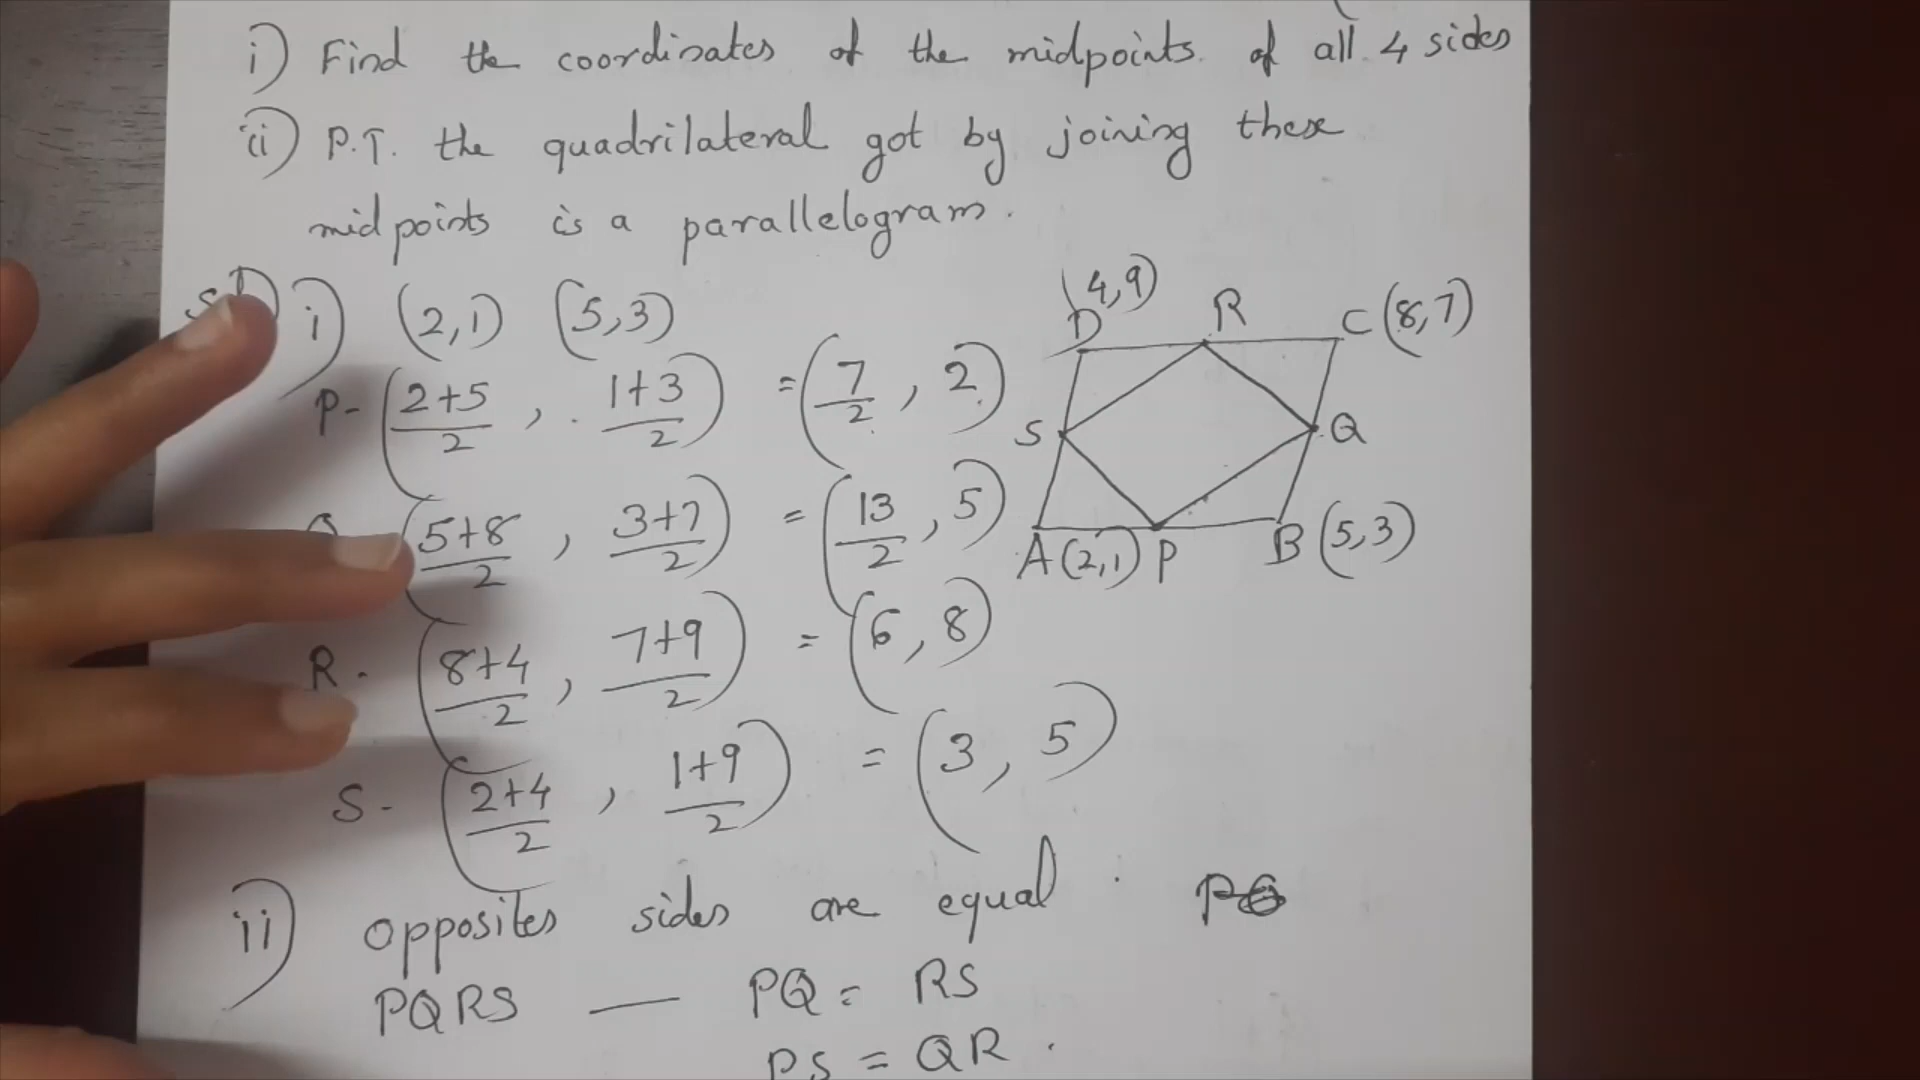 i) Find the coordinates of the midpoints of all 4 sides
ii) P.T. the quadrilateral got by joining these
midpoints is a parallelogram.
i) (2,1) (5,3)
P- (2+5/2, 1+3/2) = (7/2, 2)
(5+8/2, 3+7/2) = (13/2, 5)
R- (8+4/2, 7+9/2) = (6, 8)
S- (2+4/2, 1+9/2) = (3, 5)
(4,9)
D R C (8,7)
S Q
A (2,1) P B (5,3)
ii) opposites sides are equal.
PQRS — PQ = RS
PS = QR.